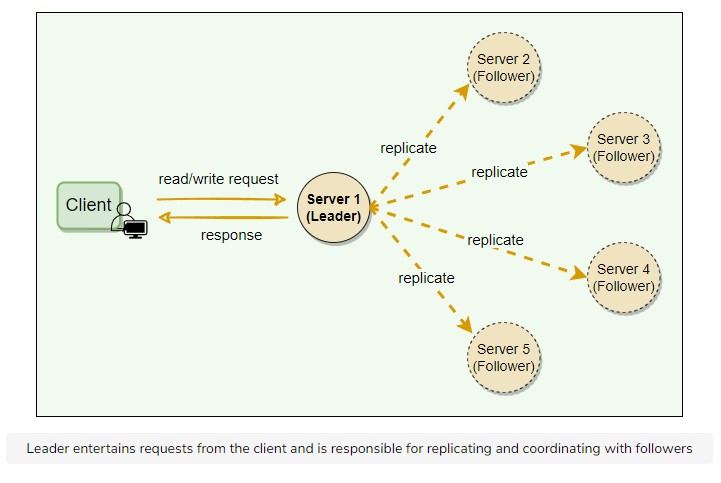 Server 2
(Follower)
Server 3
(Follower)
replicate
replicate
read/write request
Client
Server 1
(Leader)
response
replicate
replicate
Server 4
(Follower)
Server 5
(Follower)
Leader entertains requests from the client and is responsible for replicating and coordinating with followers